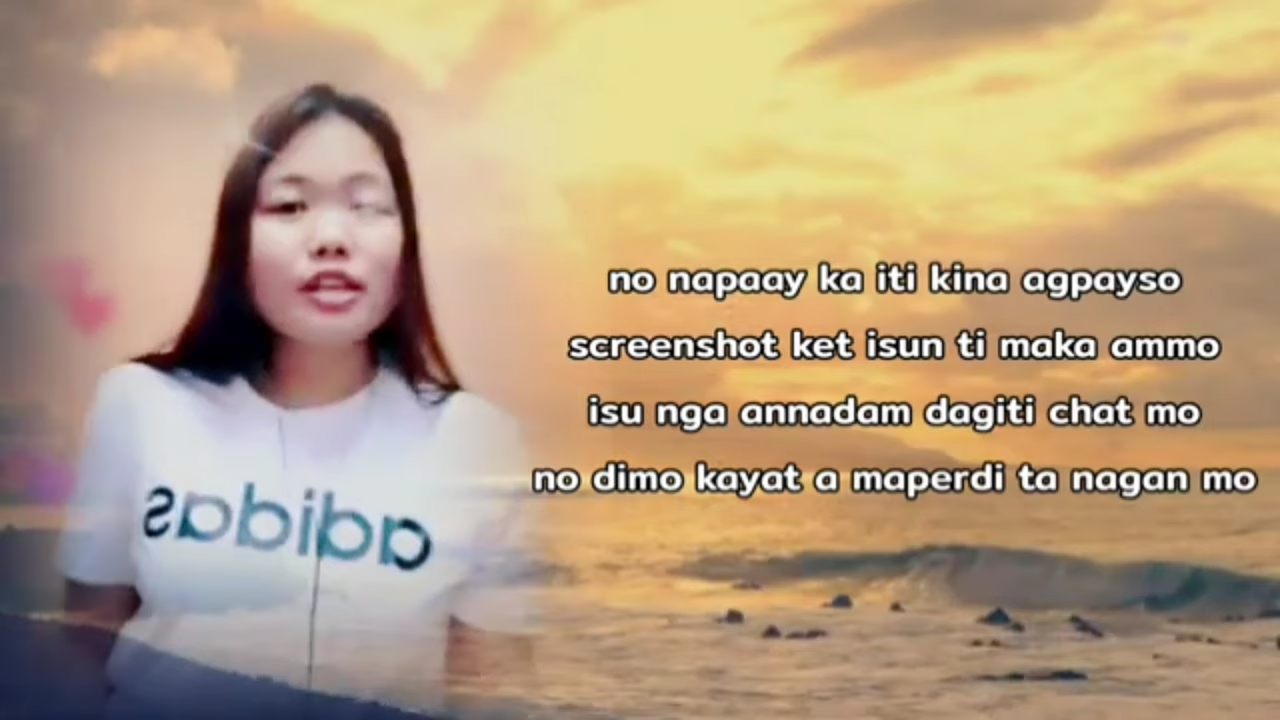 adidas
no napaay ka iti kina agpayso
screenshot ket isun ti maka ammo
isu nga annadam dagiti chat mo
no dimo kayat a maperdi ta nagan mo